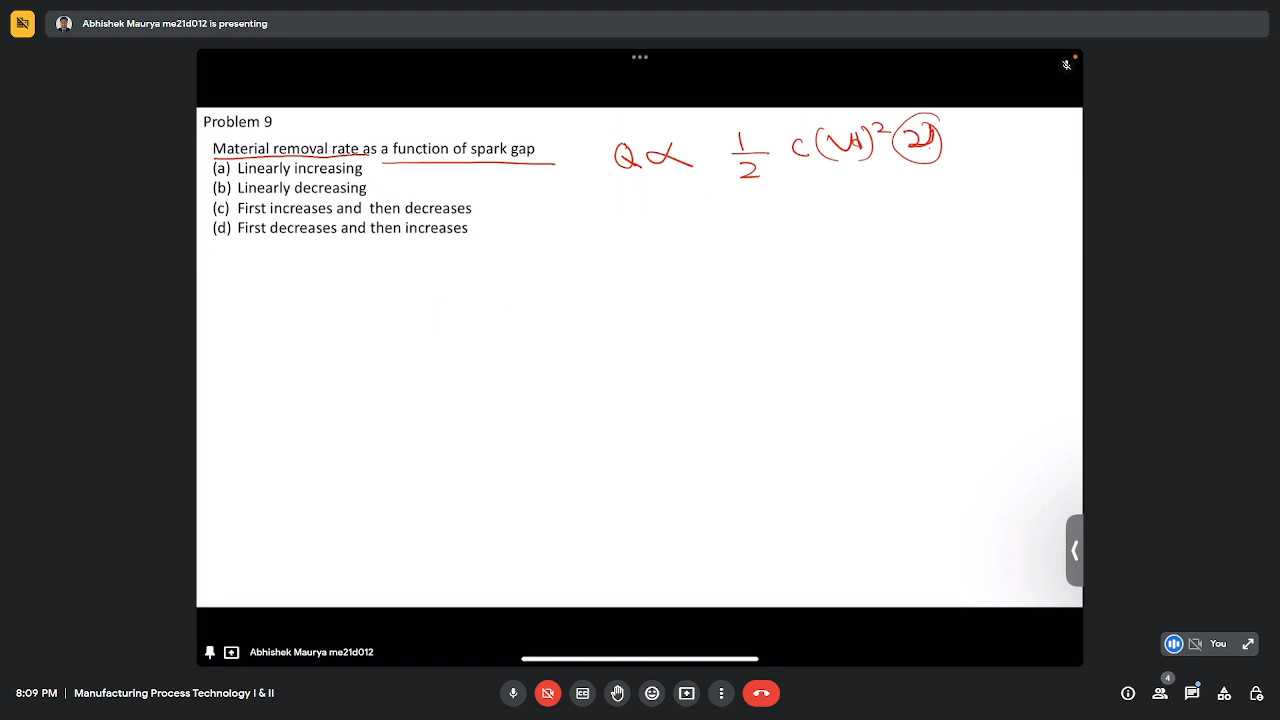 Abhishek Maurya me21d012 is presenting
Problem 9
Material removal rate as a function of spark gap
(a) Linearly increasing
(b) Linearly decreasing
(c) First increases and then decreases
(d) First decreases and then increases
Q ∝ 1/2 C(Vd)²
Abhishek Maurya me21d012
You
4
8:09 PM | Manufacturing Process Technology I & II